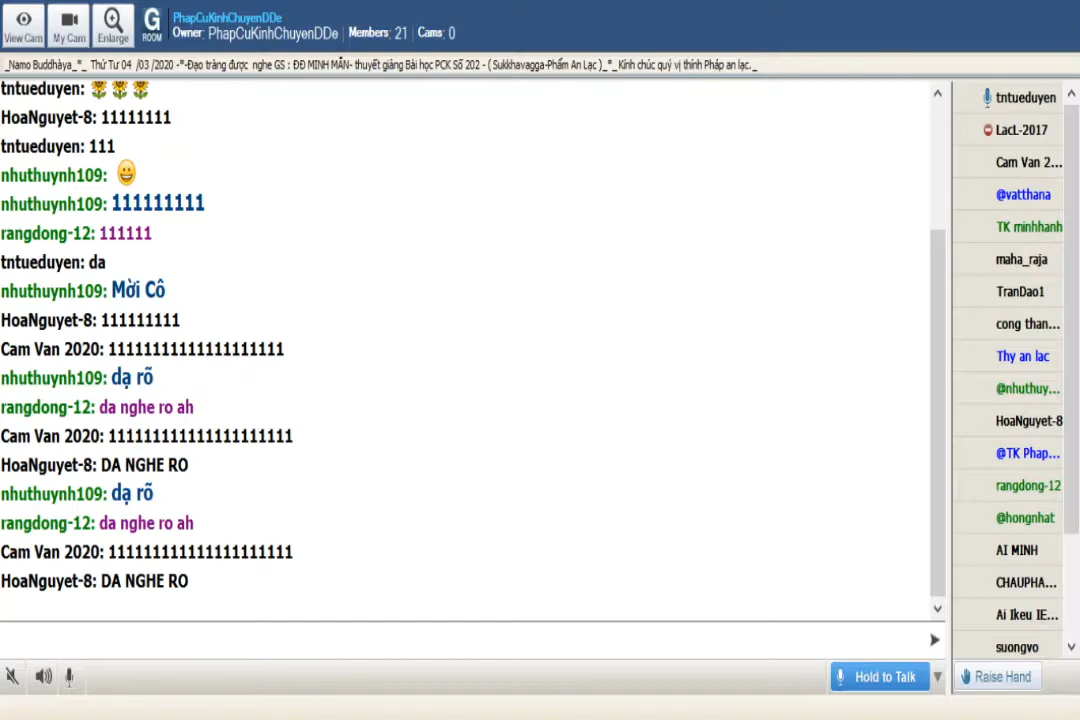 View Cam My Cam Enlarge G ROOM
PhapCuKinhChuyenDDe
Owner: PhapCuKinhChuyenDDe Members: 21 Cams: 0
_Namo Buddhàya_*_ Thứ Tư 04 /03 /2020 -*-Đạo tràng được nghe GS : ĐĐ MINH MẪN- thuyết giảng Bài học PCK Số 202 - ( Sukkhavagga-Phẩm An Lạc )_*_Kính chúc quý vị thính Pháp an lạc._
tntueduyen:
HoaNguyet-8: 11111111
tntueduyen: 111
nhuthuynh109:
nhuthuynh109: 111111111
rangdong-12: 111111
tntueduyen: da
nhuthuynh109: Mời Cô
HoaNguyet-8: 111111111
Cam Van 2020: 11111111111111111111
nhuthuynh109: dạ rõ
rangdong-12: da nghe ro ah
Cam Van 2020: 111111111111111111111
HoaNguyet-8: DA NGHE RO
nhuthuynh109: dạ rõ
rangdong-12: da nghe ro ah
Cam Van 2020: 111111111111111111111
HoaNguyet-8: DA NGHE RO
tntueduyen
LacL-2017
Cam Van 2...
@vatthana
TK minhhanh
maha_raja
TranDao1
cong than...
Thy an lac
@nhuthuy...
HoaNguyet-8
@TK Phap...
rangdong-12
@hongnhat
AI MINH
CHAUPHA...
Ai Ikeu IE...
suongvo
Hold to Talk
Raise Hand